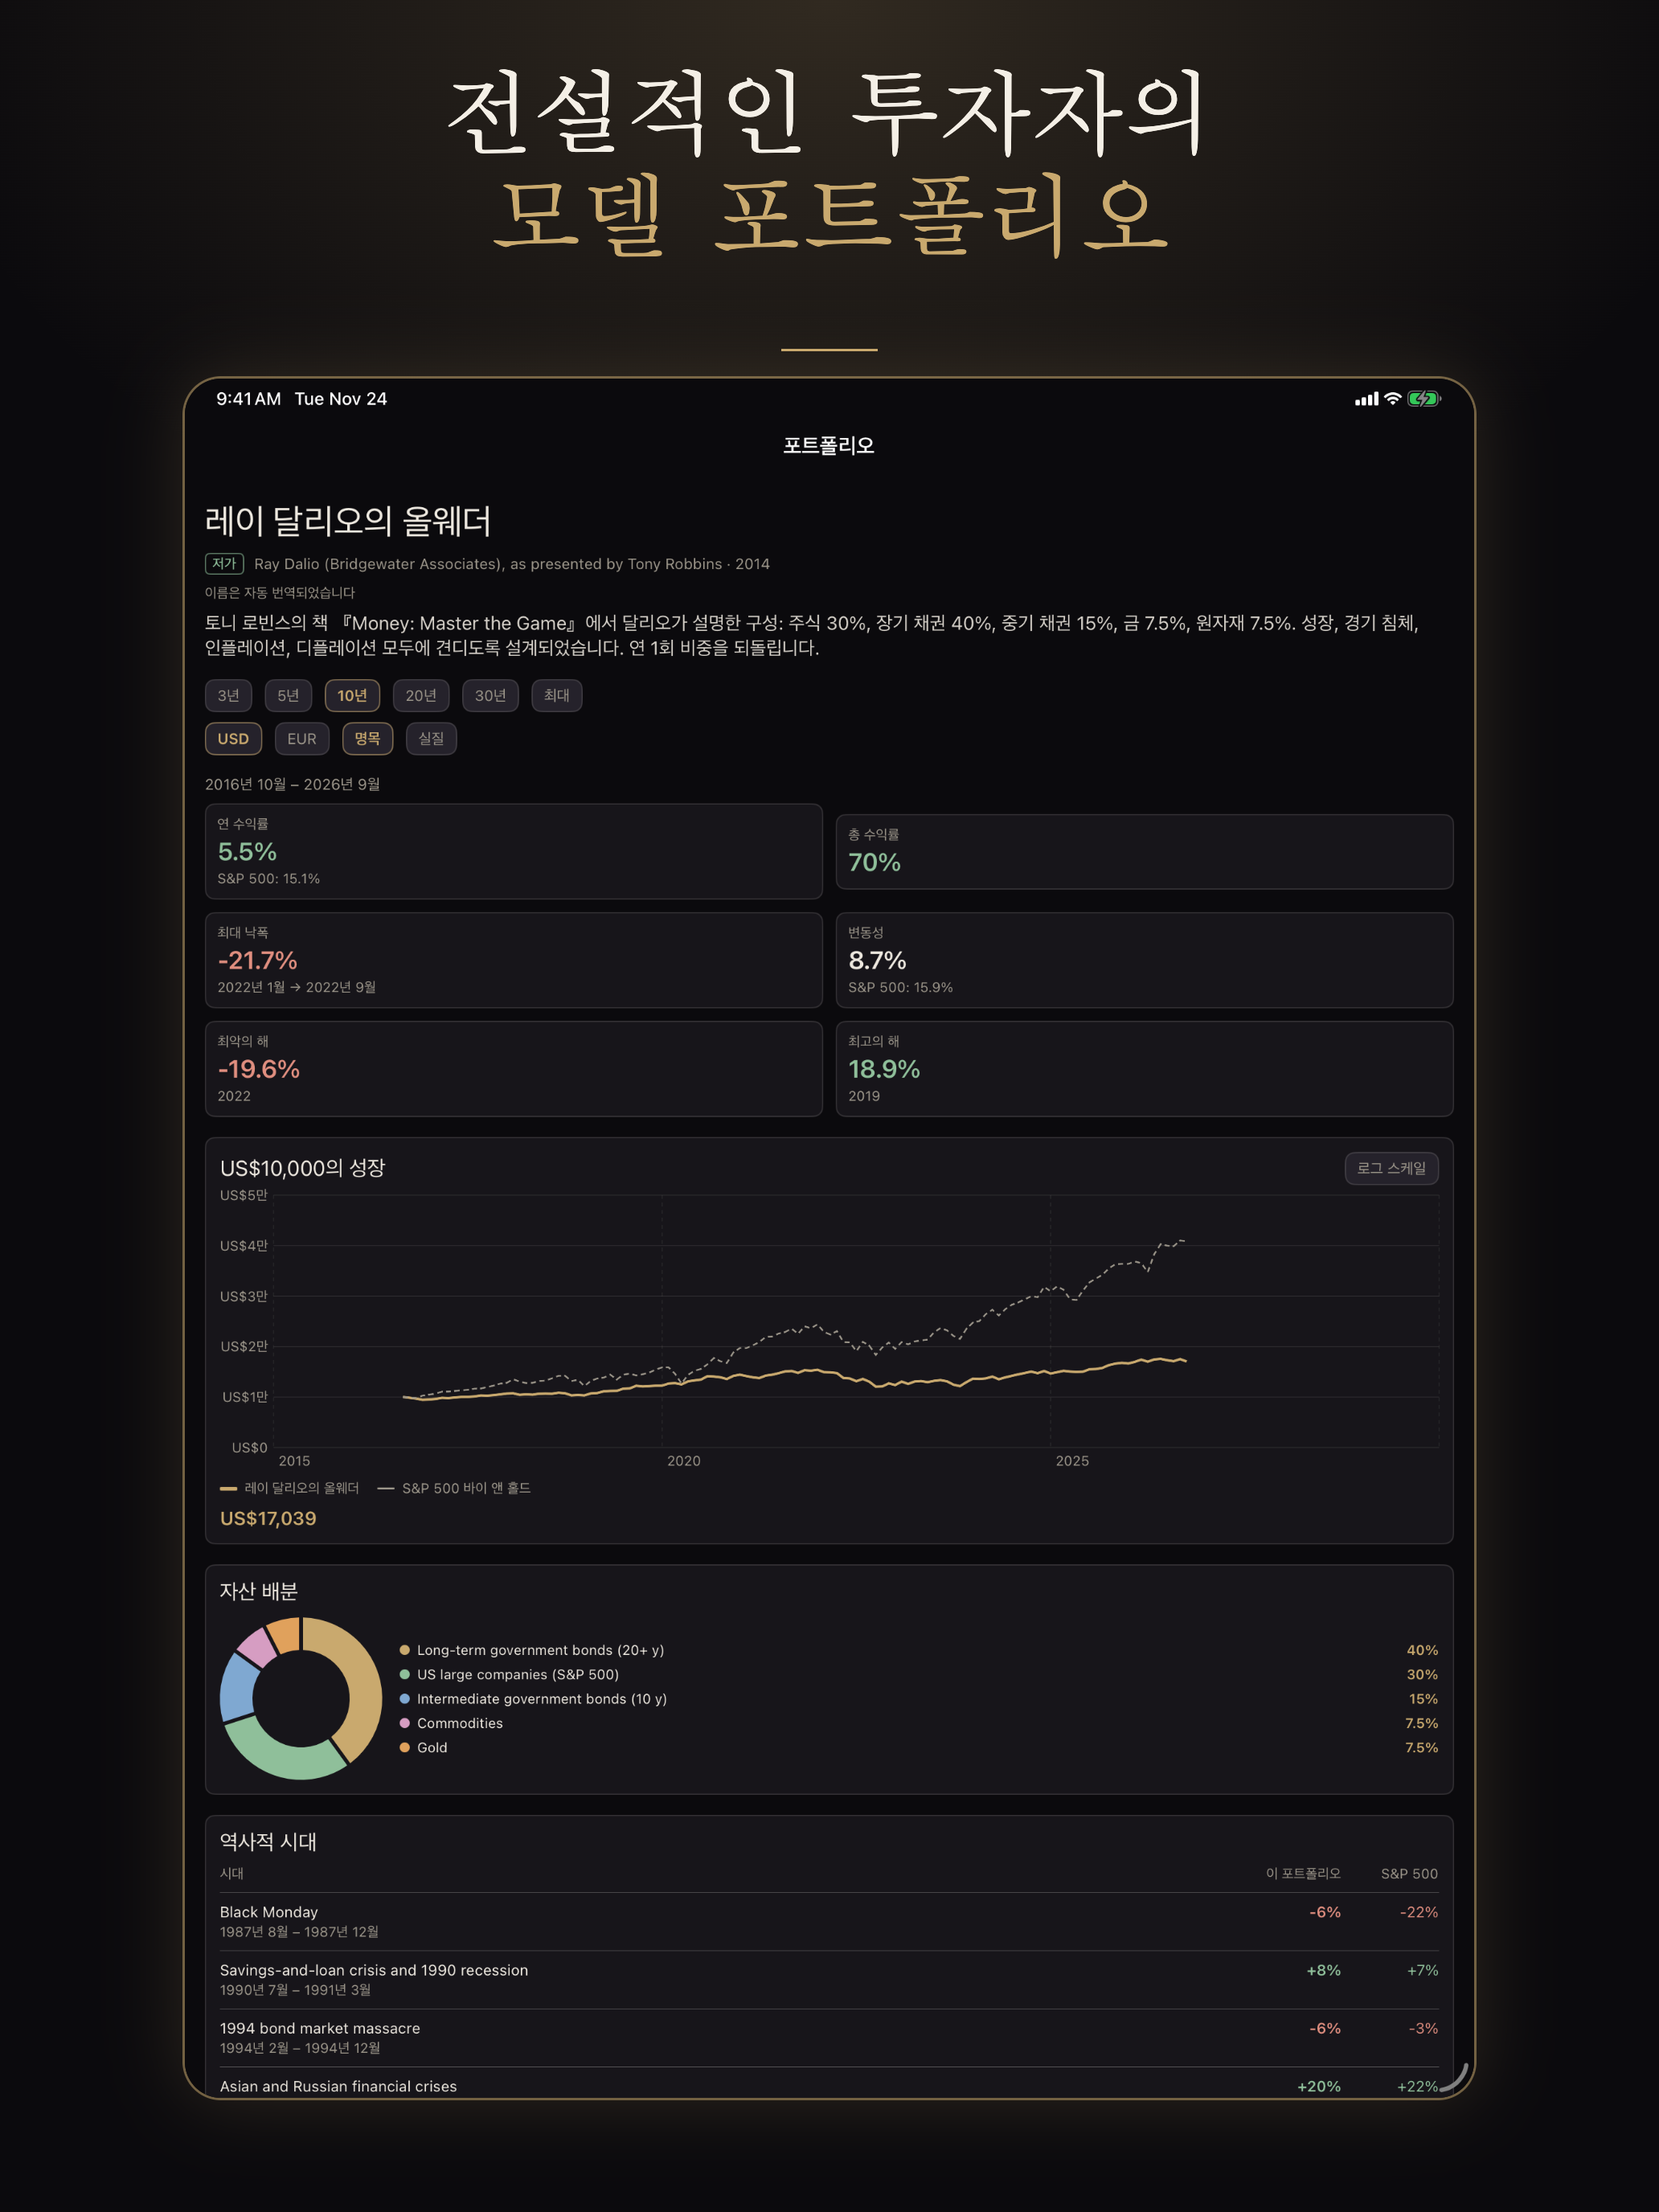 전설적인 투자자의
모델 포트폴리오
9:41 AM Tue Nov 24
포트폴리오
레이 달리오의 올웨더
저가 Ray Dalio (Bridgewater Associates), as presented by Tony Robbins · 2014
이름은 자동 번역되었습니다
토니 로빈스의 책 『Money: Master the Game』에서 달리오가 설명한 구성: 주식 30%, 장기 채권 40%, 중기 채권 15%, 금 7.5%, 원자재 7.5%. 성장, 경기 침체,
인플레이션, 디플레이션 모두에 견디도록 설계되었습니다. 연 1회 비중을 되돌립니다.
3년 5년 10년 20년 30년 최대
USD EUR 명목 실질
2016년 10월 – 2026년 9월
연 수익률
5.5%
S&P 500: 15.1%
총 수익률
70%
최대 낙폭
-21.7%
2022년 1월 → 2022년 9월
변동성
8.7%
S&P 500: 15.9%
최악의 해
-19.6%
2022
최고의 해
18.9%
2019
US$10,000의 성장
로그 스케일
US$5만
US$4만
US$3만
US$2만
US$1만
US$0
2015 2020 2025
레이 달리오의 올웨더 S&P 500 바이 앤 홀드
US$17,039
자산 배분
Long-term government bonds (20+ y) 40%
US large companies (S&P 500) 30%
Intermediate government bonds (10 y) 15%
Commodities 7.5%
Gold 7.5%
역사적 시대
시대 이 포트폴리오 S&P 500
Black Monday -6% -22%
1987년 8월 – 1987년 12월
Savings-and-loan crisis and 1990 recession +8% +7%
1990년 7월 – 1991년 3월
1994 bond market massacre -6% -3%
1994년 2월 – 1994년 12월
Asian and Russian financial crises +20% +22%